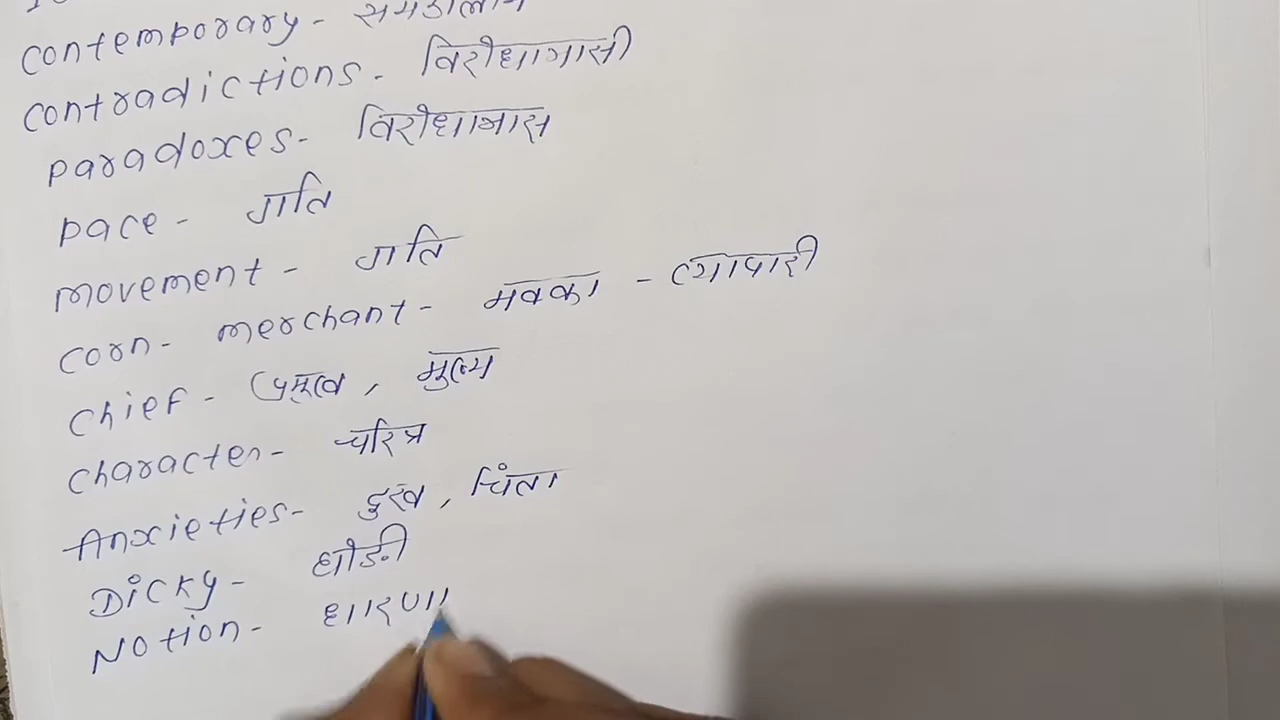 Contemporary - समकालीन
Contradictions - विरोधाभासी
Paradoxes - विरोधाभास
Pace - गति
Movement - गति
Corn - merchant - मक्का - व्यापारी
Chief - प्रमुख, मुख्य
Character - चरित्र
Anxieties - दुख, चिंता
Dicky - घोड़ी
Notion - धारणा